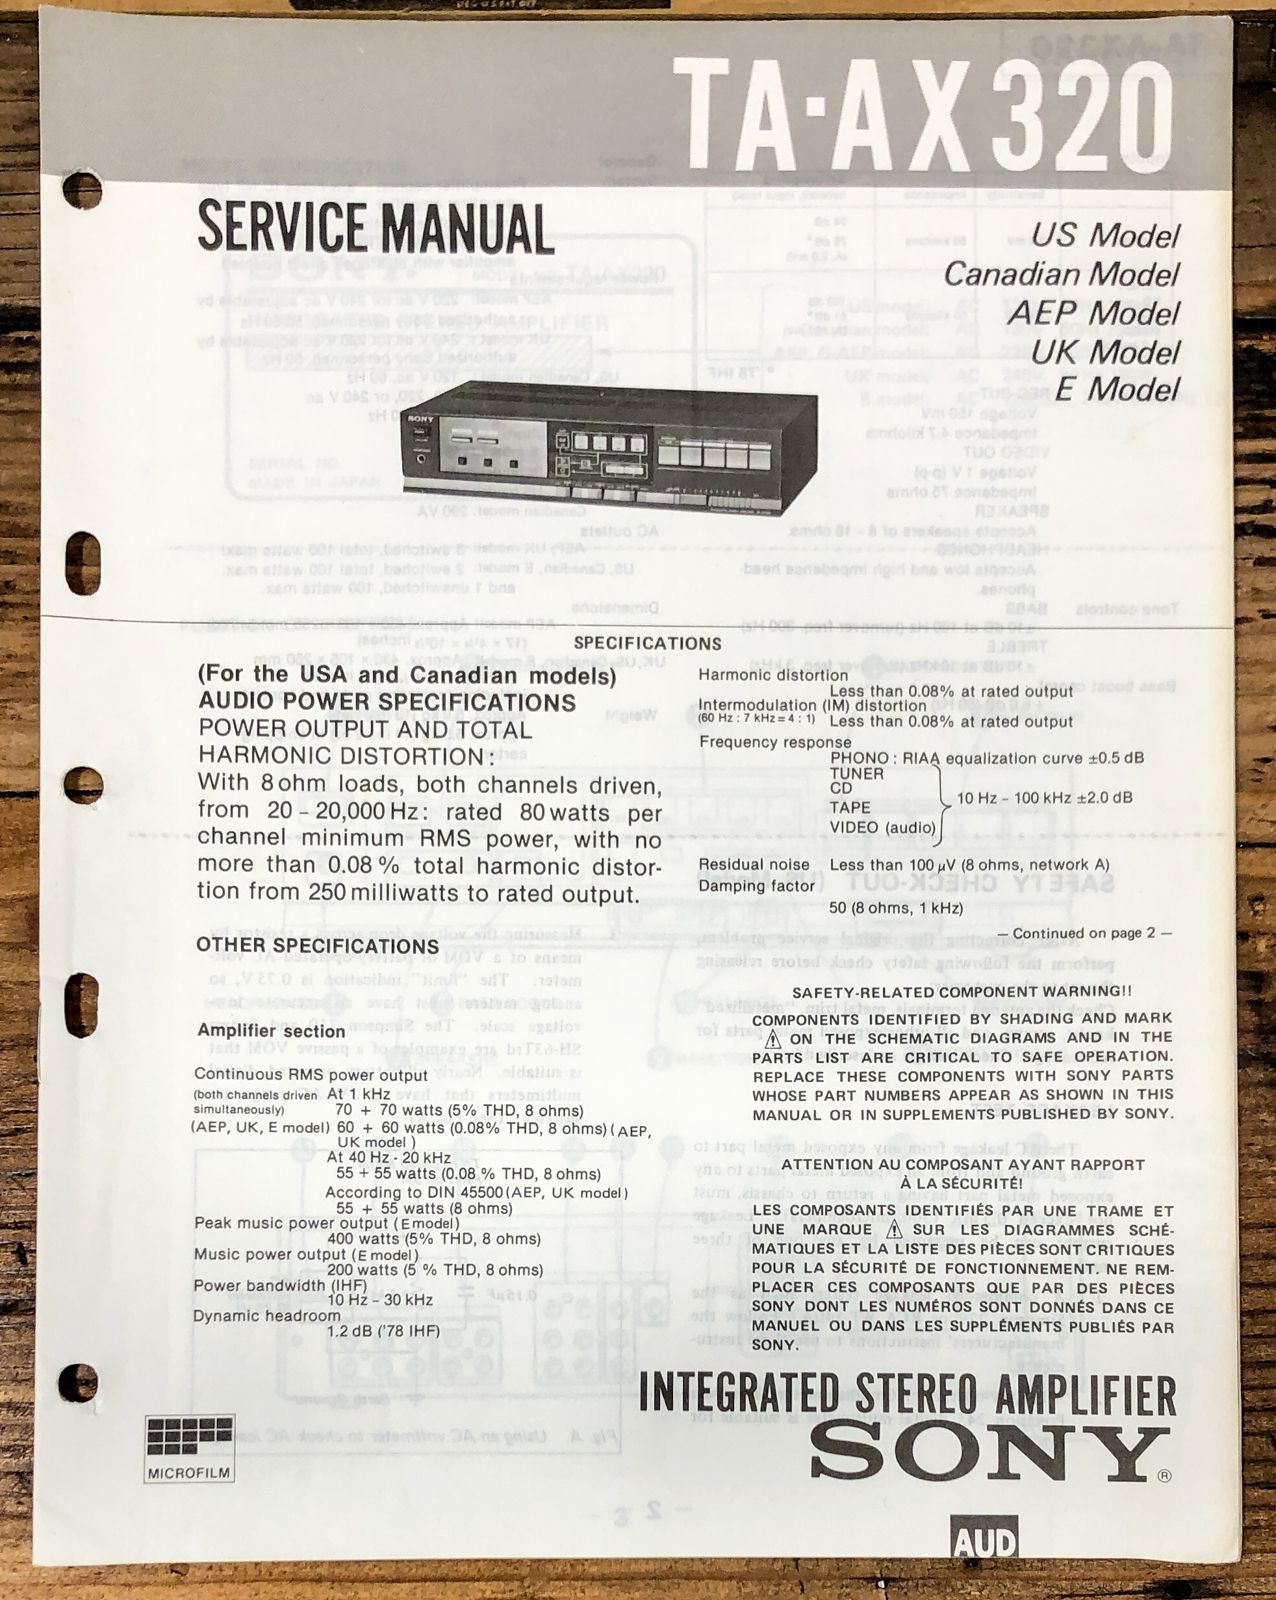 TA-AX320
SERVICE MANUAL
US Model
Canadian Model
AEP Model
UK Model
E Model
SONY
SPECIFICATIONS
(For the USA and Canadian models)
AUDIO POWER SPECIFICATIONS
POWER OUTPUT AND TOTAL
HARMONIC DISTORTION:
With 8 ohm loads, both channels driven,
from 20 – 20,000 Hz: rated 80 watts per
channel minimum RMS power, with no
more than 0.08 % total harmonic distor-
tion from 250 milliwatts to rated output.
OTHER SPECIFICATIONS
Amplifier section
Continuous RMS power output
(both channels driven At 1 kHz
simultaneously) 70 + 70 watts (5% THD, 8 ohms)
(AEP, UK, E model) 60 + 60 watts (0.08% THD, 8 ohms) (AEP,
UK model)
At 40 Hz - 20 kHz
55 + 55 watts (0.08 % THD, 8 ohms)
According to DIN 45500 (AEP, UK model)
55 + 55 watts (8 ohms)
Peak music power output (E model)
400 watts (5% THD, 8 ohms)
Music power output (E model)
200 watts (5 % THD, 8 ohms)
Power bandwidth (IHF)
10 Hz – 30 kHz
Dynamic headroom
1.2 dB ('78 IHF)
Harmonic distortion
Less than 0.08% at rated output
Intermodulation (IM) distortion
(60 Hz : 7 kHz = 4 : 1) Less than 0.08% at rated output
Frequency response
PHONO : RIAA equalization curve ±0.5 dB
TUNER
CD
TAPE
VIDEO (audio)
10 Hz – 100 kHz ±2.0 dB
Residual noise Less than 100 µV (8 ohms, network A)
Damping factor
50 (8 ohms, 1 kHz)
— Continued on page 2 —
SAFETY-RELATED COMPONENT WARNING!!
COMPONENTS IDENTIFIED BY SHADING AND MARK
⚠ ON THE SCHEMATIC DIAGRAMS AND IN THE
PARTS LIST ARE CRITICAL TO SAFE OPERATION.
REPLACE THESE COMPONENTS WITH SONY PARTS
WHOSE PART NUMBERS APPEAR AS SHOWN IN THIS
MANUAL OR IN SUPPLEMENTS PUBLISHED BY SONY.
ATTENTION AU COMPOSANT AYANT RAPPORT
À LA SÉCURITÉ!
LES COMPOSANTS IDENTIFIÉS PAR UNE TRAME ET
UNE MARQUE ⚠ SUR LES DIAGRAMMES SCHÉ-
MATIQUES ET LA LISTE DES PIÈCES SONT CRITIQUES
POUR LA SÉCURITÉ DE FONCTIONNEMENT. NE REM-
PLACER CES COMPOSANTS QUE PAR DES PIÈCES
SONY DONT LES NUMÉROS SONT DONNÉS DANS CE
MANUEL OU DANS LES SUPPLÉMENTS PUBLIÉS PAR
SONY.
INTEGRATED STEREO AMPLIFIER
SONY®
MICROFILM
AUD